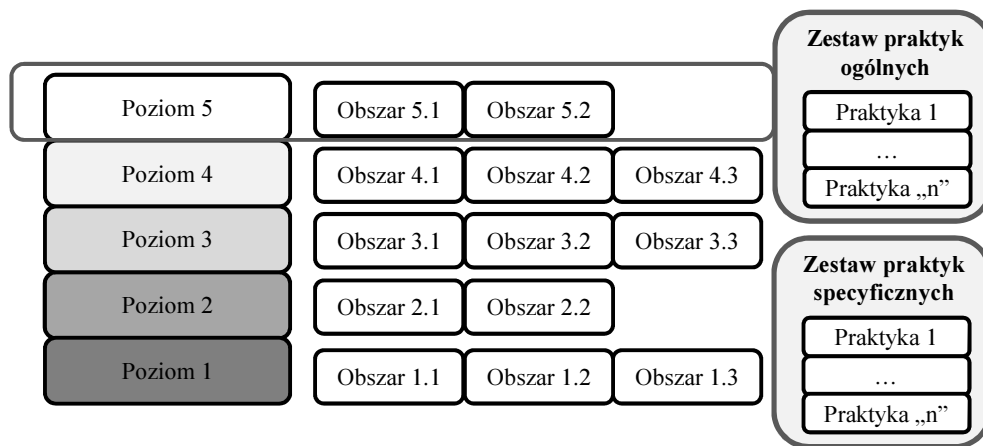 Poziom 5
Obszar 5.1
Obszar 5.2
Poziom 4
Obszar 4.1
Obszar 4.2
Obszar 4.3
Poziom 3
Obszar 3.1
Obszar 3.2
Obszar 3.3
Poziom 2
Obszar 2.1
Obszar 2.2
Poziom 1
Obszar 1.1
Obszar 1.2
Obszar 1.3
Zestaw praktyk
ogólnych
Praktyka 1
…
Praktyka „n”
Zestaw praktyk
specyficznych
Praktyka 1
…
Praktyka „n”